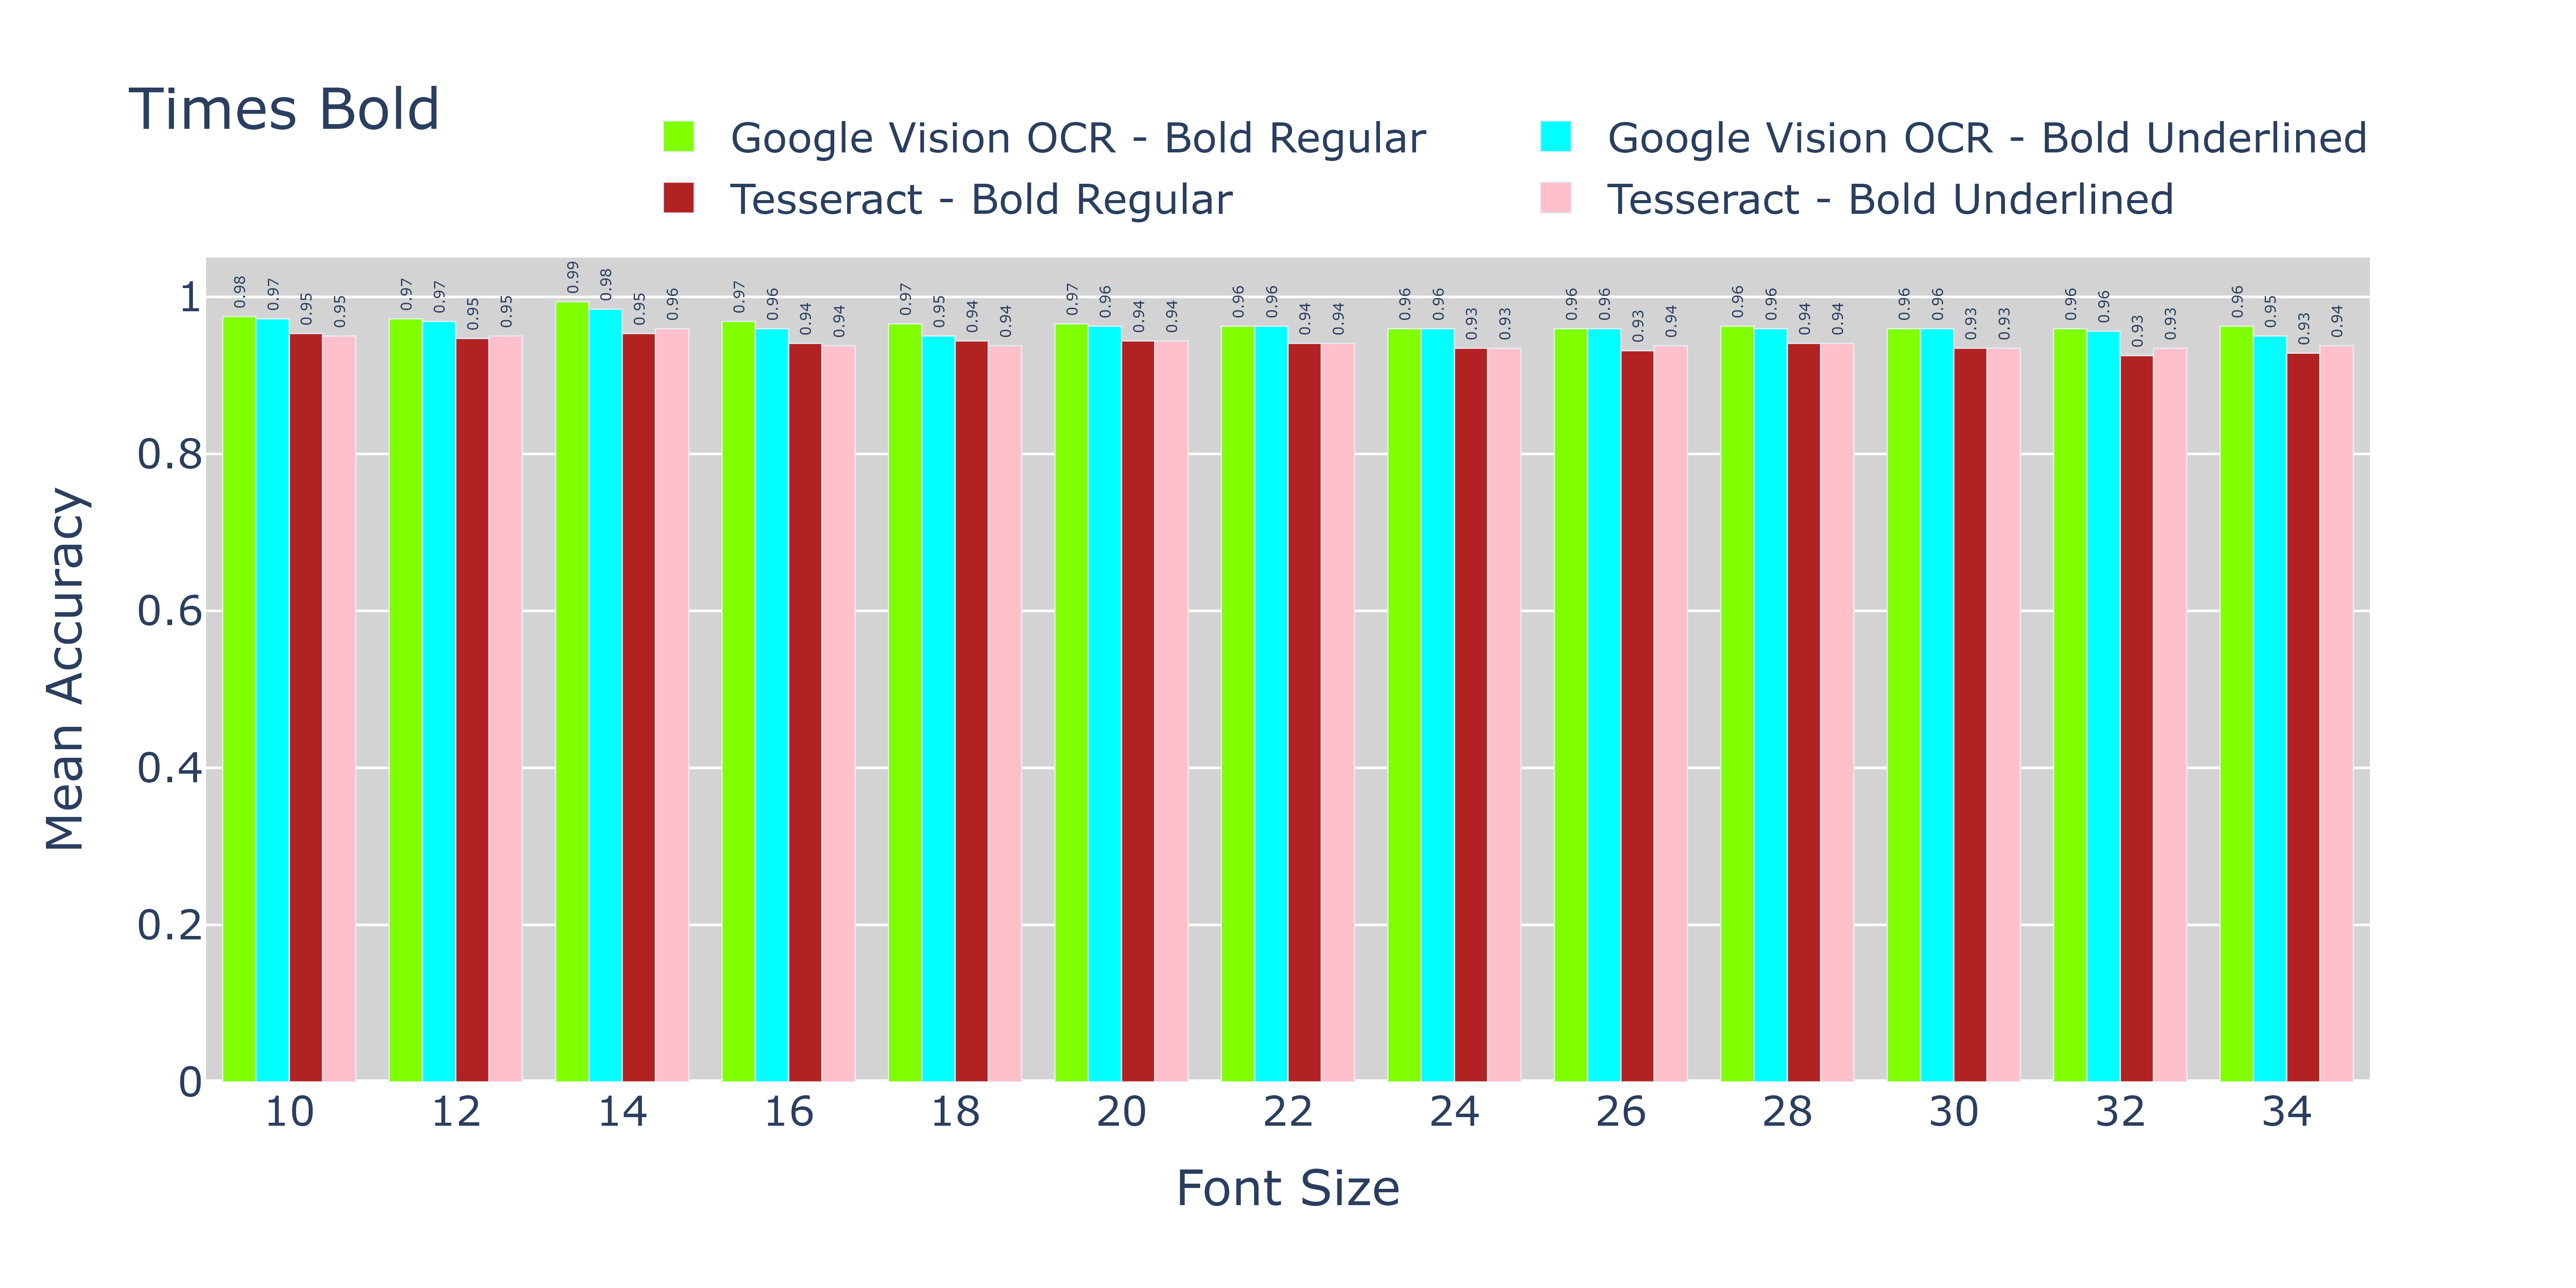 Times Bold
Google Vision OCR - Bold Regular
Google Vision OCR - Bold Underlined
Tesseract - Bold Regular
Tesseract - Bold Underlined
0.98 0.97 0.95 0.95 0.97 0.97 0.95 0.95 0.99 0.98 0.95 0.96 0.97 0.96 0.94 0.94 0.97 0.95 0.94 0.94 0.97 0.96 0.94 0.94 0.96 0.96 0.94 0.94 0.96 0.96 0.93 0.93 0.96 0.96 0.93 0.94 0.96 0.96 0.94 0.94 0.96 0.96 0.93 0.93 0.96 0.96 0.93 0.93 0.96 0.95 0.93 0.94
1
0.8
0.6
0.4
0.2
0
Mean Accuracy
10 12 14 16 18 20 22 24 26 28 30 32 34
Font Size